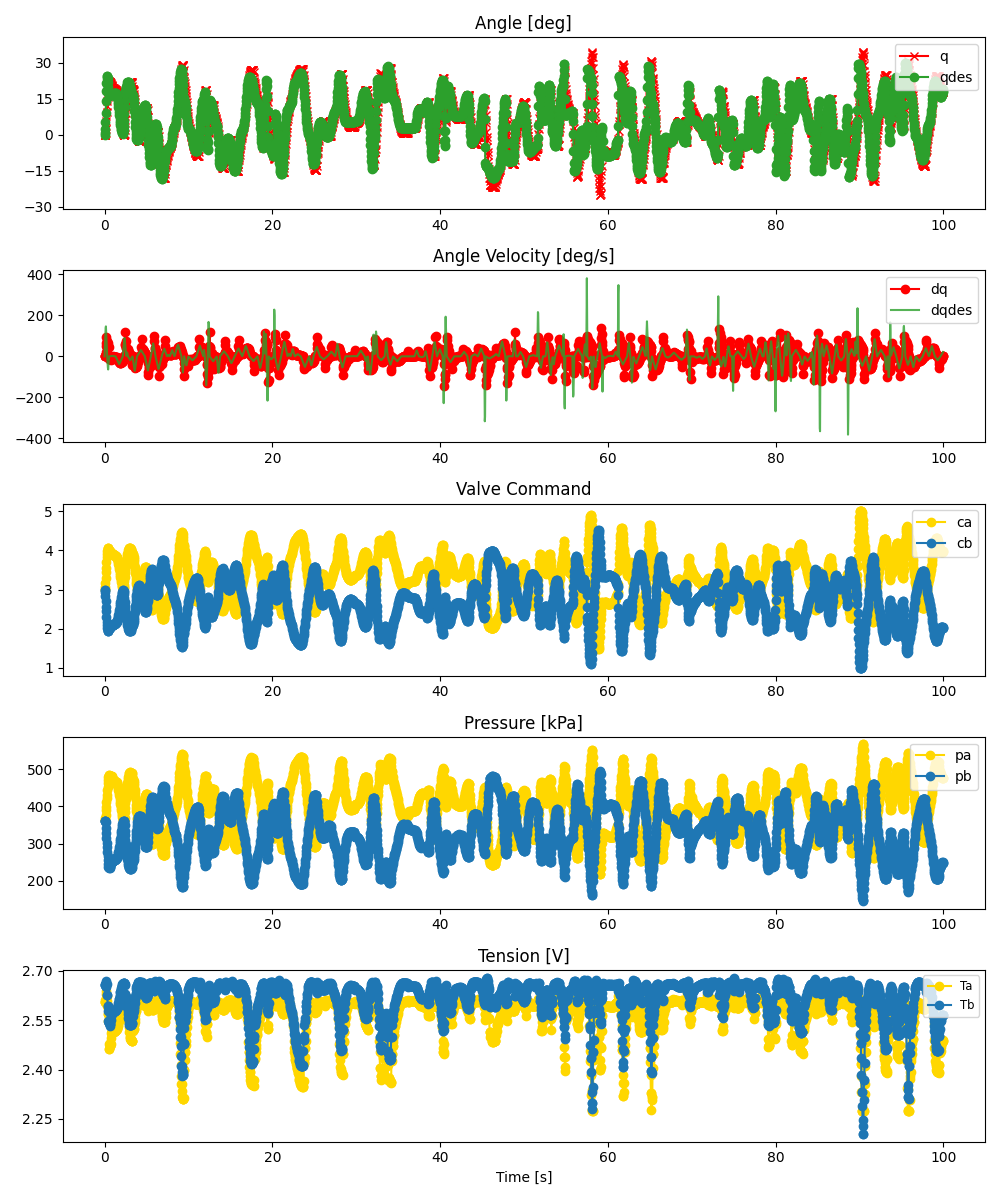 Angle [deg]
30
15
0
−15
−30
q
qdes
0 20 40 60 80 100
Angle Velocity [deg/s]
400
200
0
−200
−400
dq
dqdes
0 20 40 60 80 100
Valve Command
5
4
3
2
1
ca
cb
0 20 40 60 80 100
Pressure [kPa]
500
400
300
200
pa
pb
0 20 40 60 80 100
Tension [V]
2.70
2.55
2.40
2.25
Ta
Tb
0 20 40 60 80 100
Time [s]